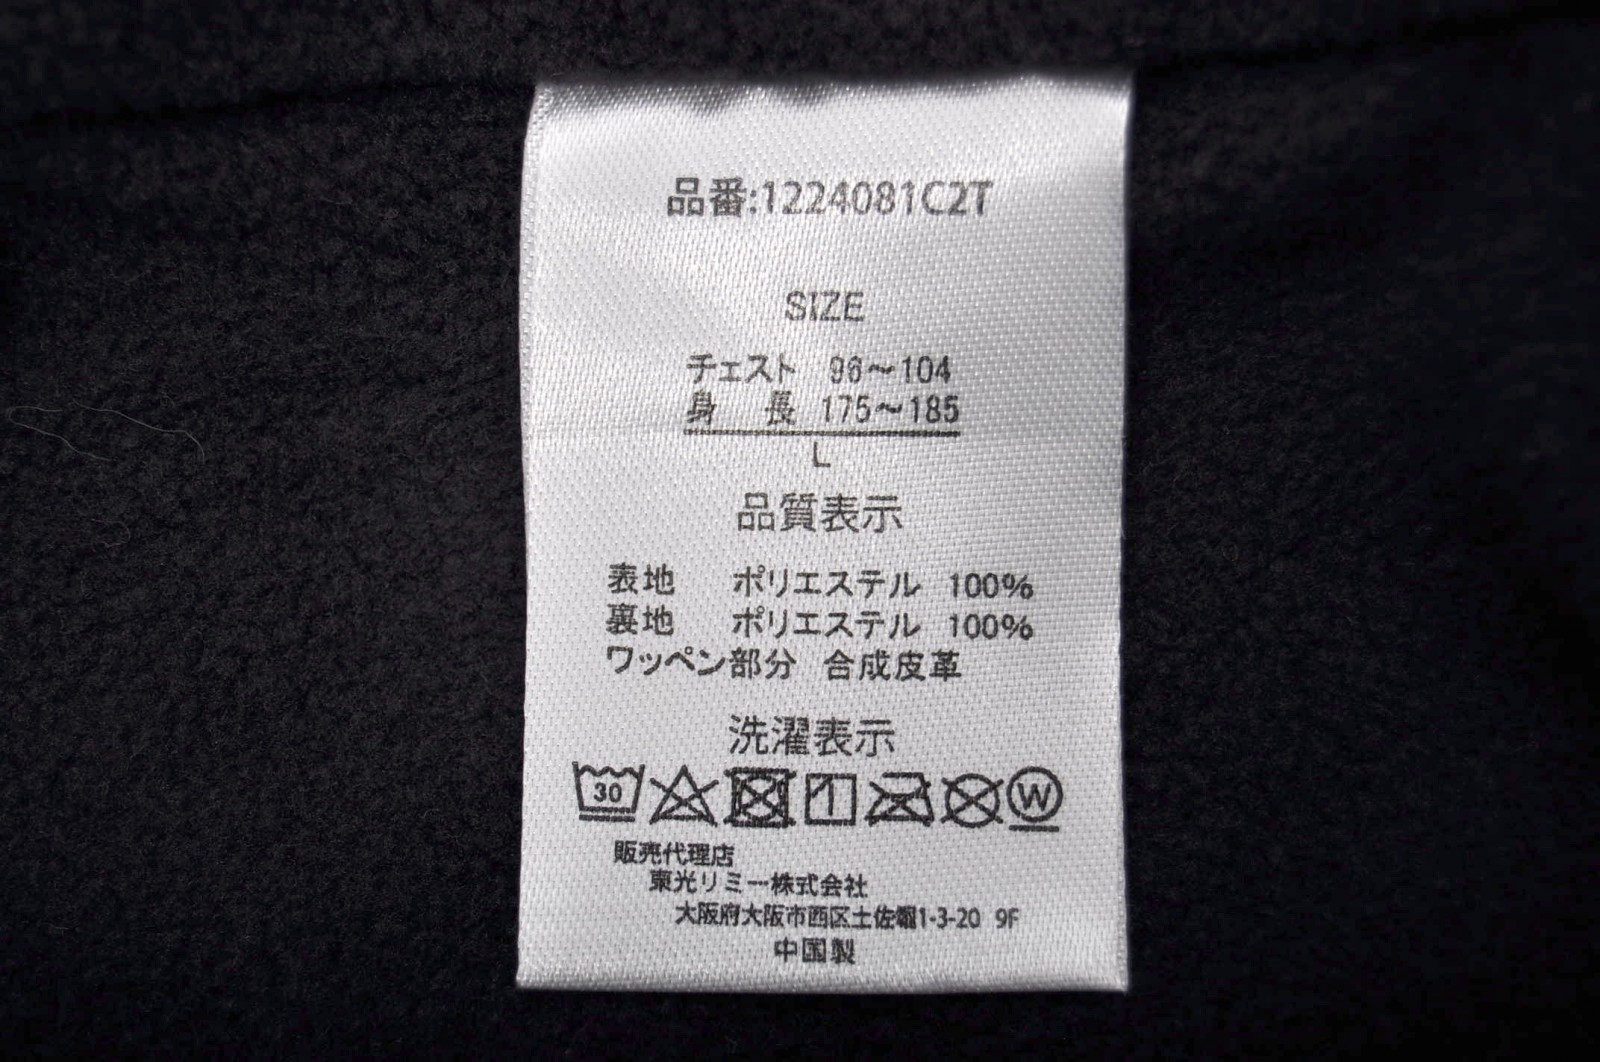 品番:1224081C2T
SIZE
チェスト 96～104
身長 175～185
L
品質表示
表地 ポリエステル 100%
裏地 ポリエステル 100%
ワッペン部分 合成皮革
洗濯表示
30 W
販売代理店
東光リミー株式会社
大阪府大阪市西区土佐堀1-3-20 9F
中国製